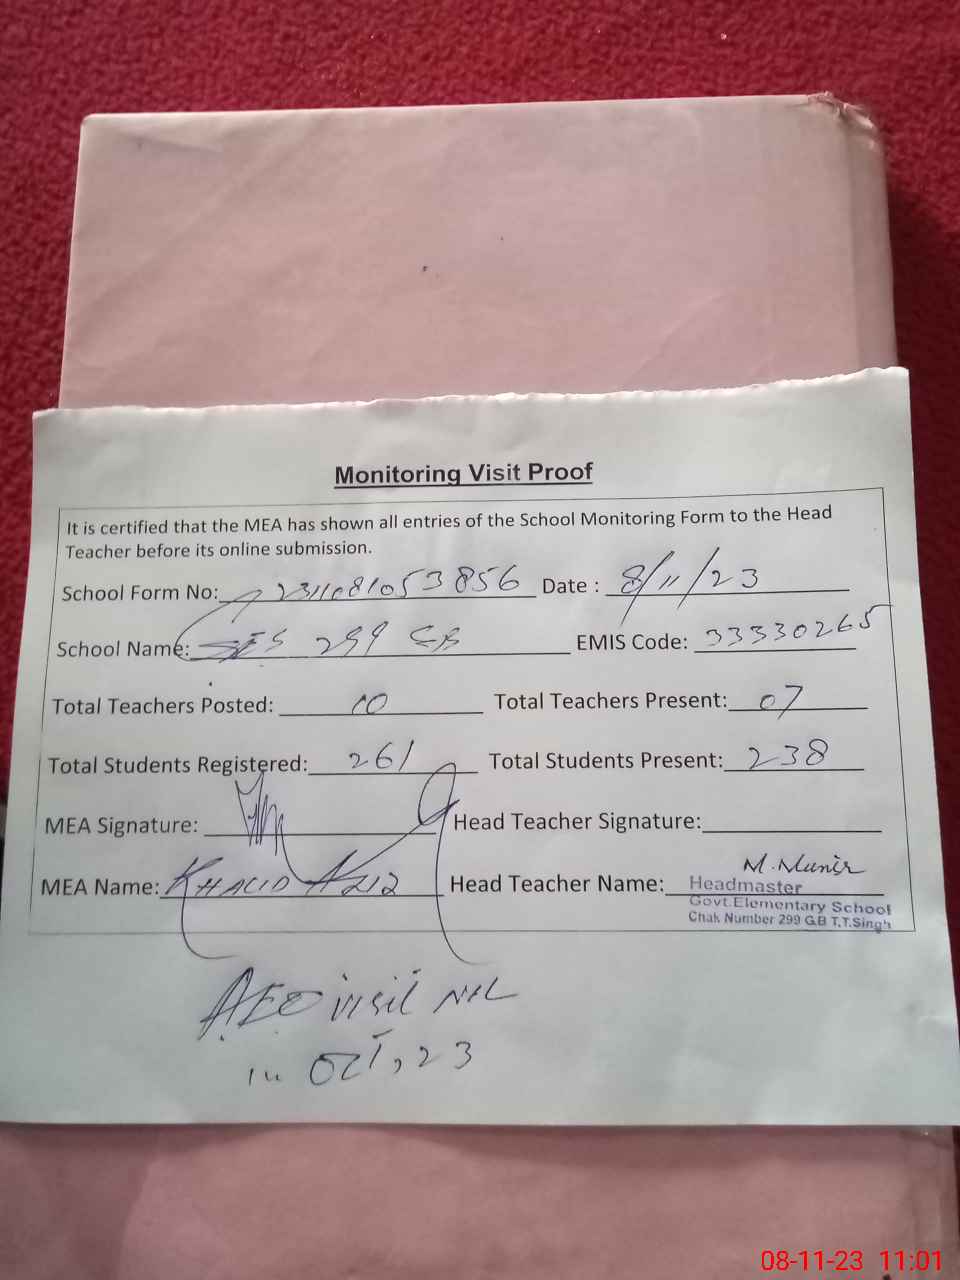 Monitoring Visit Proof
It is certified that the MEA has shown all entries of the School Monitoring Form to the Head
Teacher before its online submission.
School Form No: 2311081053856 Date : 8/11/23
School Name: GES 299 GB EMIS Code: 33330265
Total Teachers Posted: 10 Total Teachers Present: 07
Total Students Registered: 261 Total Students Present: 238
MEA Signature: Head Teacher Signature:
MEA Name: KHALID AZIZ Head Teacher Name: M. Munir
Headmaster
Govt.Elementary School
Chak Number 299 GB T.T.Singh
AEO visit NIL
in OCT, 23
08-11-23 11:01